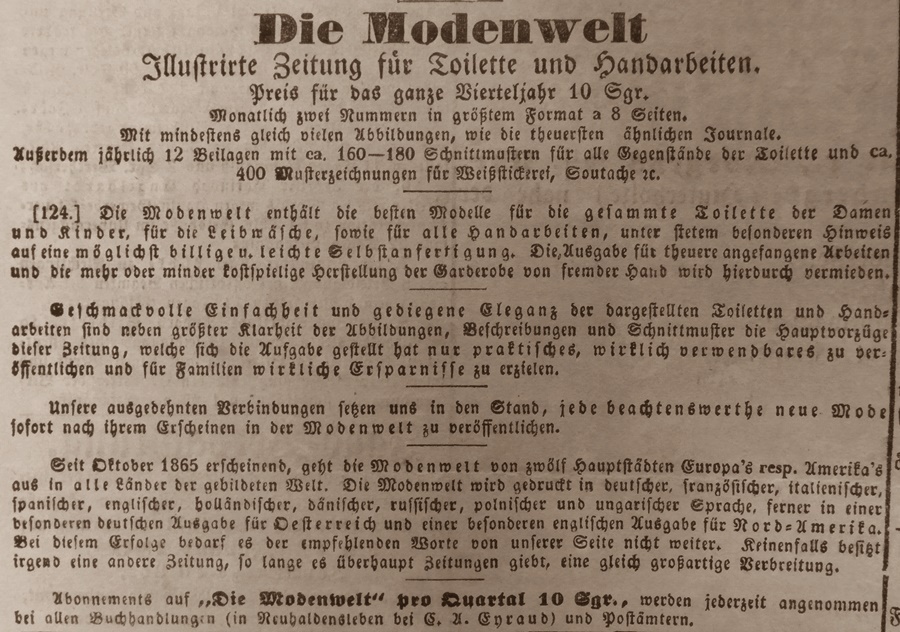 Die Modenwelt
Illustrirte Zeitung für Toilette und Handarbeiten.
Preis für das ganze Vierteljahr 10 Sgr.
Monatlich zwei Nummern in größtem Format a 8 Seiten.
Mit mindestens gleich vielen Abbildungen, wie die theuersten ähnlichen Journale.
Außerdem jährlich 12 Beilagen mit ca. 160—180 Schnittmustern für alle Gegenstände der Toilette und ca.
400 Musterzeichnungen für Weißstickerei, Soutache ꝛc.
[124.] Die Modenwelt enthält die besten Modelle für die gesammte Toilette der Damen
und Kinder, für die Leibwäsche, sowie für alle Handarbeiten, unter stetem besonderen Hinweis
auf eine möglichst billige u. leichte Selbstanfertigung. Die Ausgabe für theuere angefangene Arbeiten
und die mehr oder minder kostspielige Herstellung der Garderobe von fremder Hand wird hierdurch vermieden.
Geschmackvolle Einfachheit und gediegene Eleganz der dargestellten Toiletten und Hand-
arbeiten sind neben größter Klarheit der Abbildungen, Beschreibungen und Schnittmuster die Hauptvorzüge
dieser Zeitung, welche sich die Aufgabe gestellt hat nur praktisches, wirklich verwendbares zu ver-
öffentlichen und für Familien wirkliche Ersparnisse zu erzielen.
Unsere ausgedehnten Verbindungen setzen uns in den Stand, jede beachtenswerthe neue Mode
sofort nach ihrem Erscheinen in der Modenwelt zu veröffentlichen.
Seit Oktober 1865 erscheinend, geht die Modenwelt von zwölf Hauptstädten Europa's resp. Amerika's
aus in alle Länder der gebildeten Welt. Die Modenwelt wird gedruckt in deutscher, französischer, italienischer,
spanischer, englischer, holländischer, dänischer, russischer, polnischer und ungarischer Sprache, ferner in einer
besonderen deutschen Ausgabe für Oesterreich und einer besonderen englischen Ausgabe für Nord-Amerika.
Bei diesem Erfolge bedarf es der empfehlenden Worte von unserer Seite nicht weiter. Keinenfalls besitzt
irgend eine andere Zeitung, so lange es überhaupt Zeitungen giebt, eine gleich großartige Verbreitung.
Abonnements auf „Die Modenwelt“ pro Quartal 10 Sgr., werden jederzeit angenommen
bei allen Buchhandlungen (in Neuhaldensleben bei C. A. Eyraud) und Postämtern.